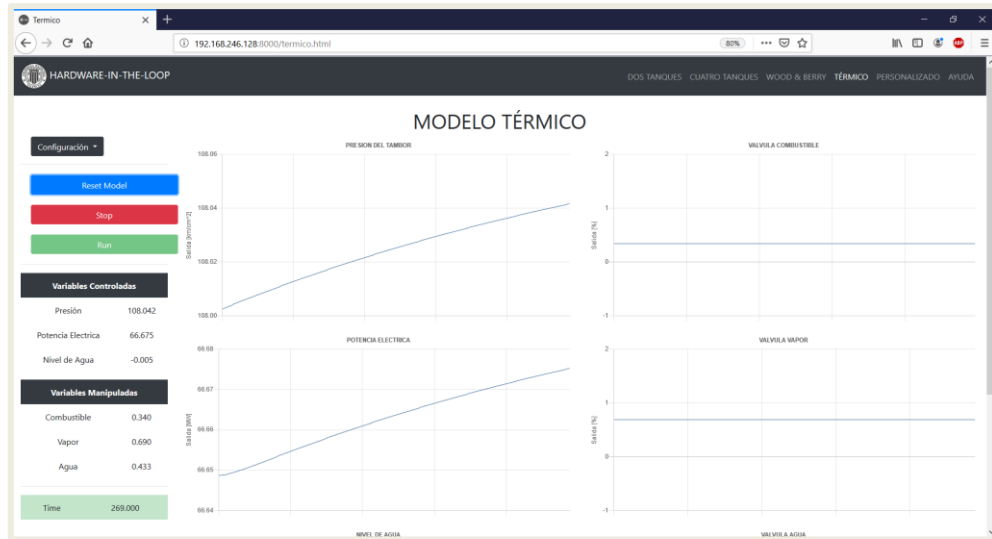 Termico
192.168.246.128:8000/termico.html
80%
HARDWARE-IN-THE-LOOP
DOS TANQUES CUATRO TANQUES WOOD & BERRY TÉRMICO PERSONALIZADO AYUDA
MODELO TÉRMICO
Configuración
Reset Model
Stop
Run
Variables Controladas
Presión 108.042
Potencia Electrica 66.675
Nivel de Agua -0.005
Variables Manipuladas
Combustible 0.340
Vapor 0.690
Agua 0.433
Time 269.000
PRESION DEL TAMBOR
Salida [km/cm^2]
108.06
108.04
108.02
108.00
VALVULA COMBUSTIBLE
Salida [%]
2
1
0
-1
POTENCIA ELECTRICA
Salida [MW]
66.68
66.67
66.66
66.65
66.64
VALVULA VAPOR
Salida [%]
2
1
0
-1
NIVEL DE AGUA
VALVULA AGUA